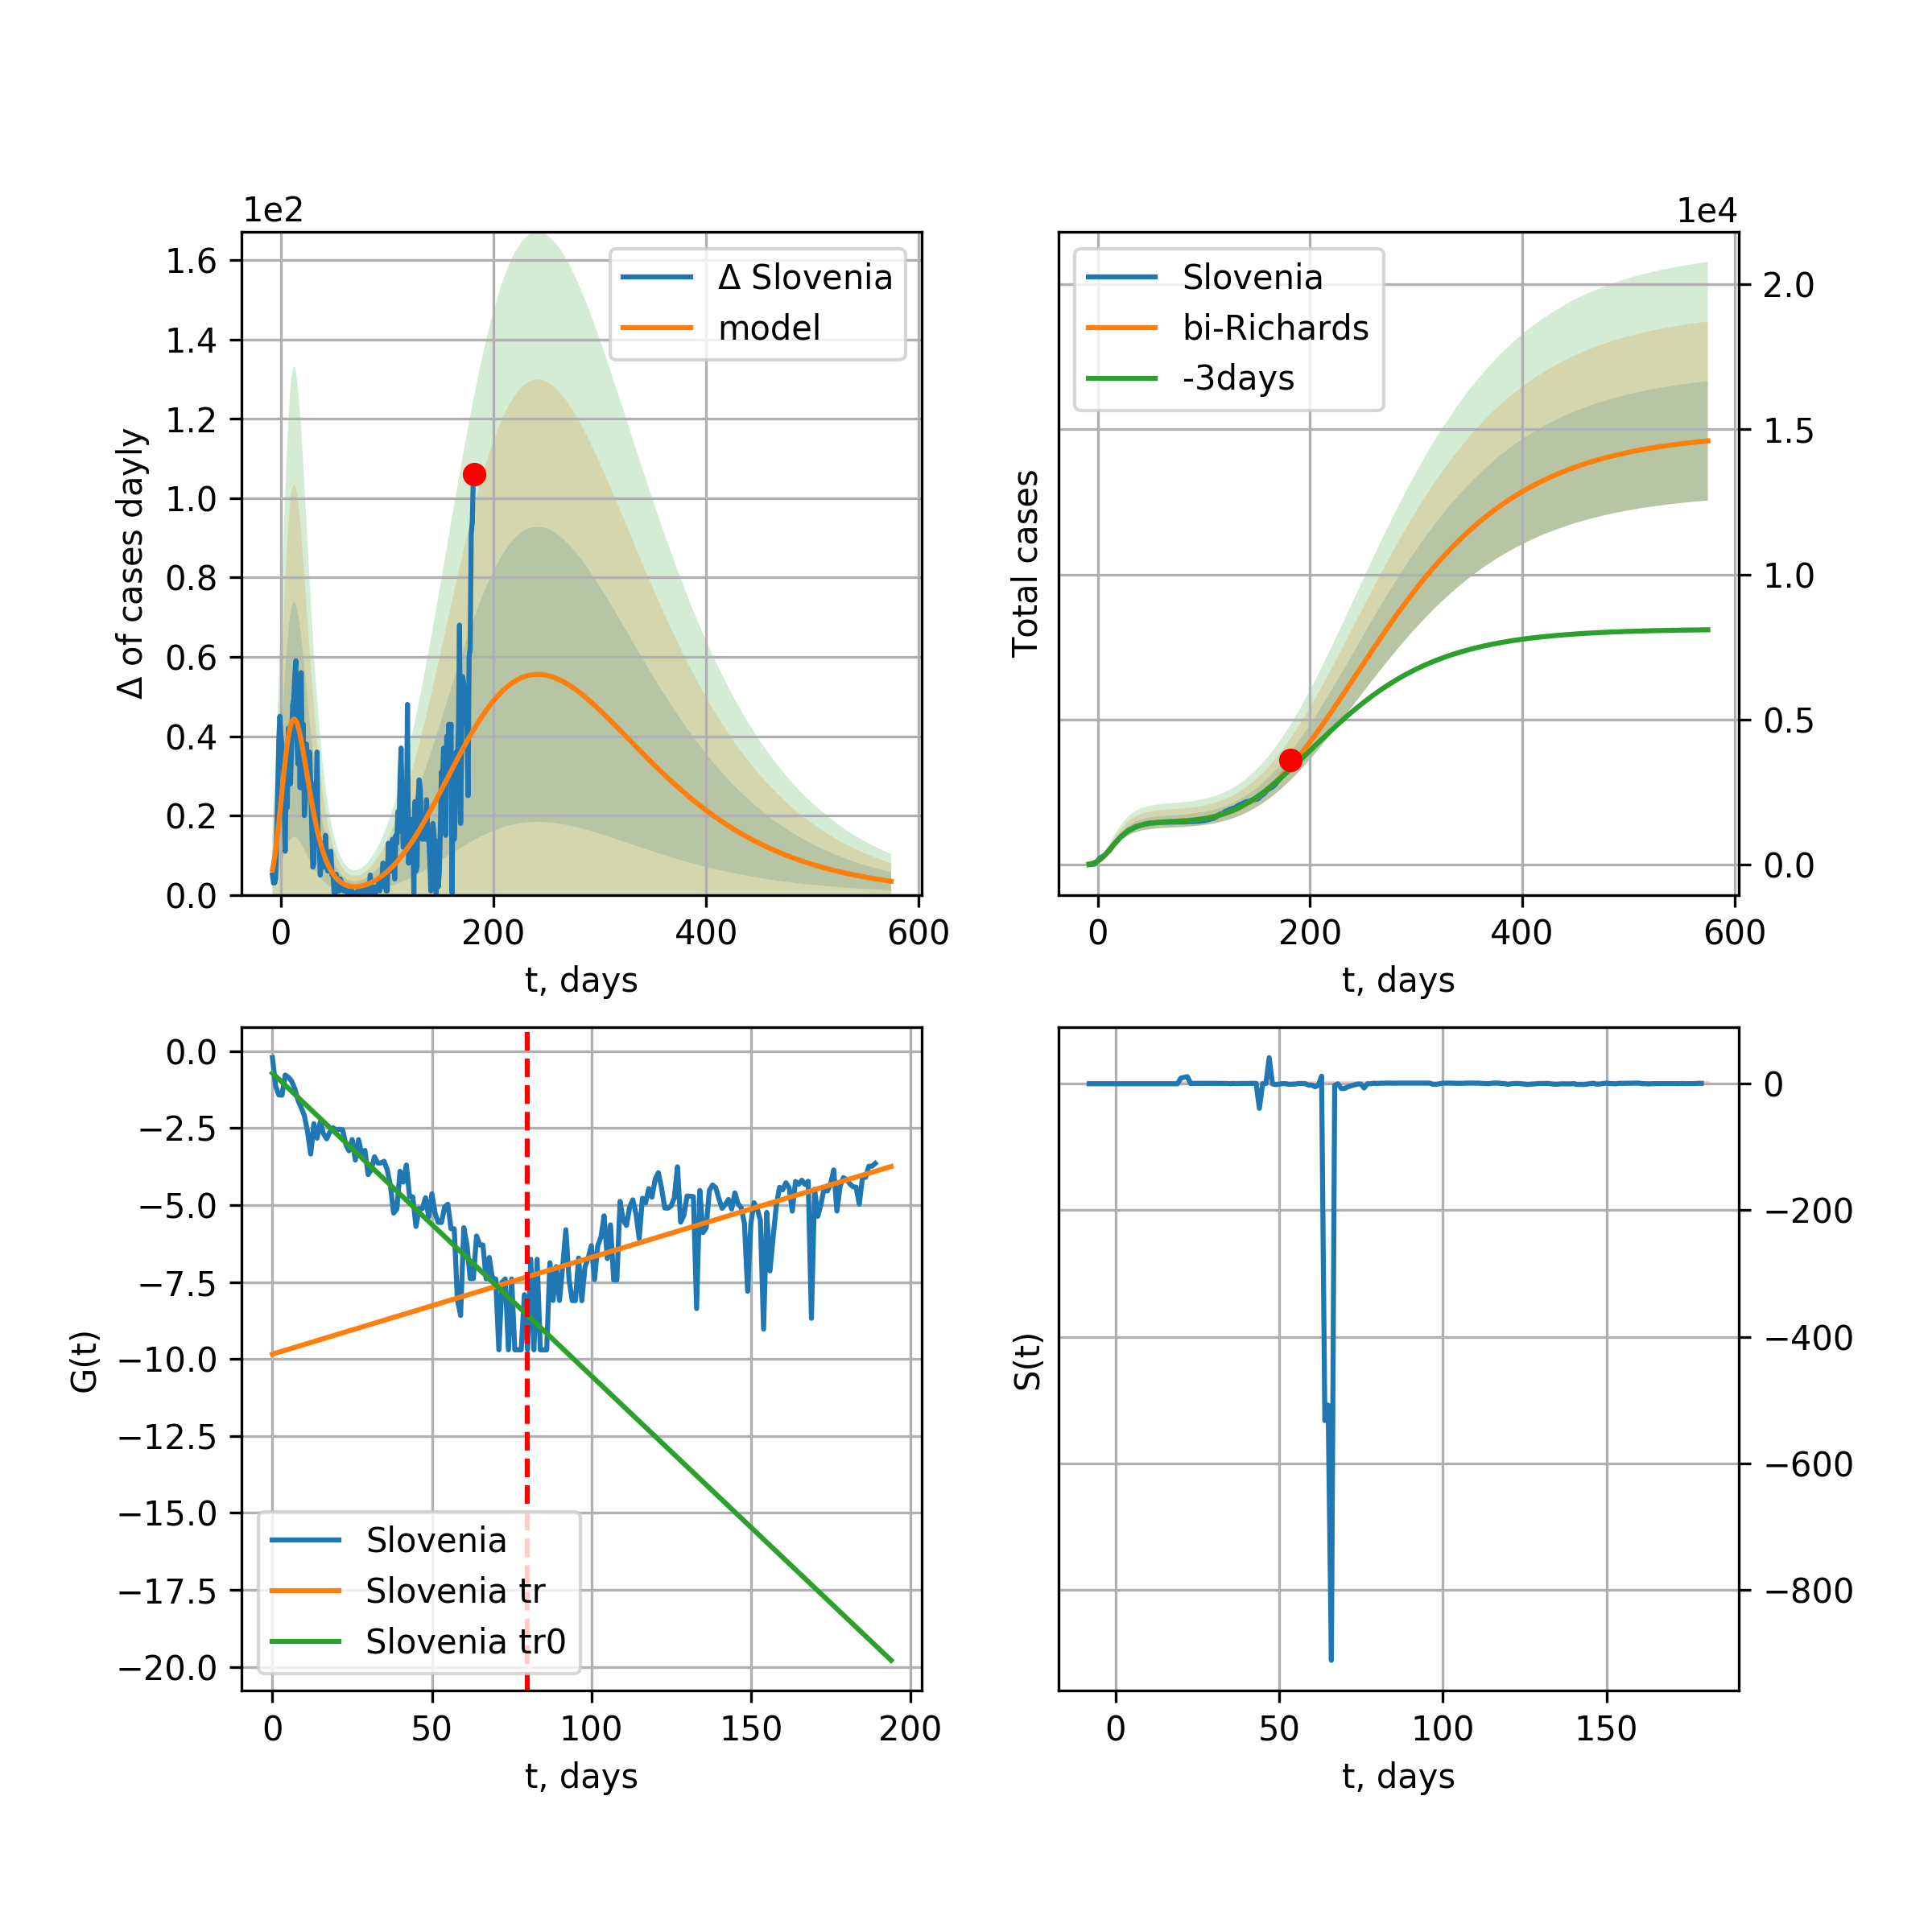 1e2
1.6
1.4
1.2
1.0
0.8
0.6
0.4
0.2
0.0
Δ of cases dayly
Δ Slovenia
model
0 200 400 600
t, days
1e4
Slovenia
bi-Richards
-3days
Total cases
2.0
1.5
1.0
0.5
0.0
0 200 400 600
t, days
0.0
−2.5
−5.0
−7.5
−10.0
−12.5
−15.0
−17.5
−20.0
G(t)
Slovenia
Slovenia tr
Slovenia tr0
0 50 100 150 200
t, days
S(t)
0
−200
−400
−600
−800
0 50 100 150
t, days